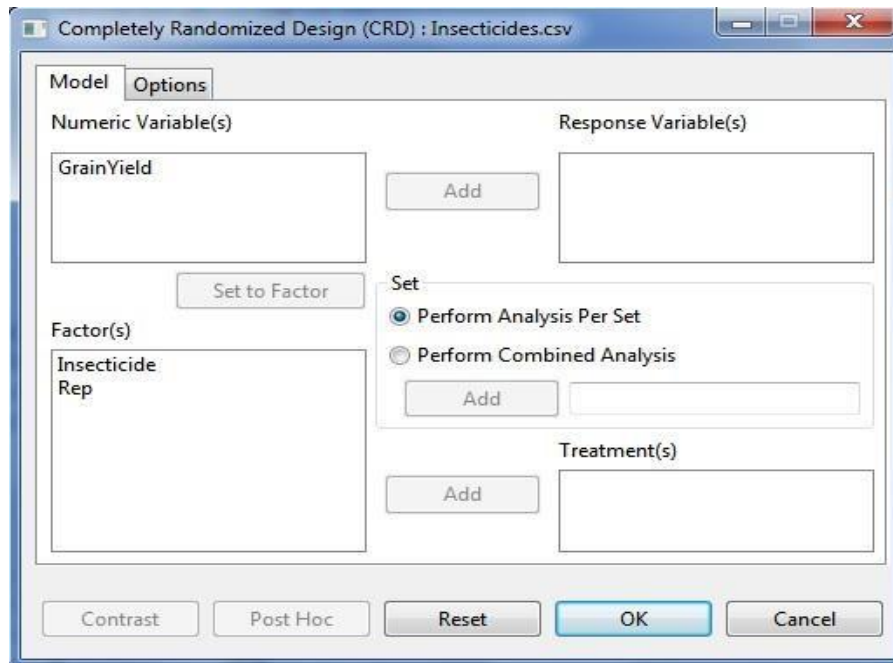 Completely Randomized Design (CRD) : Insecticides.csv
Model Options
Numeric Variable(s)
GrainYield
Add
Response Variable(s)
Set to Factor
Set
Perform Analysis Per Set
Perform Combined Analysis
Add
Factor(s)
Insecticide
Rep
Add
Treatment(s)
Contrast Post Hoc Reset OK Cancel